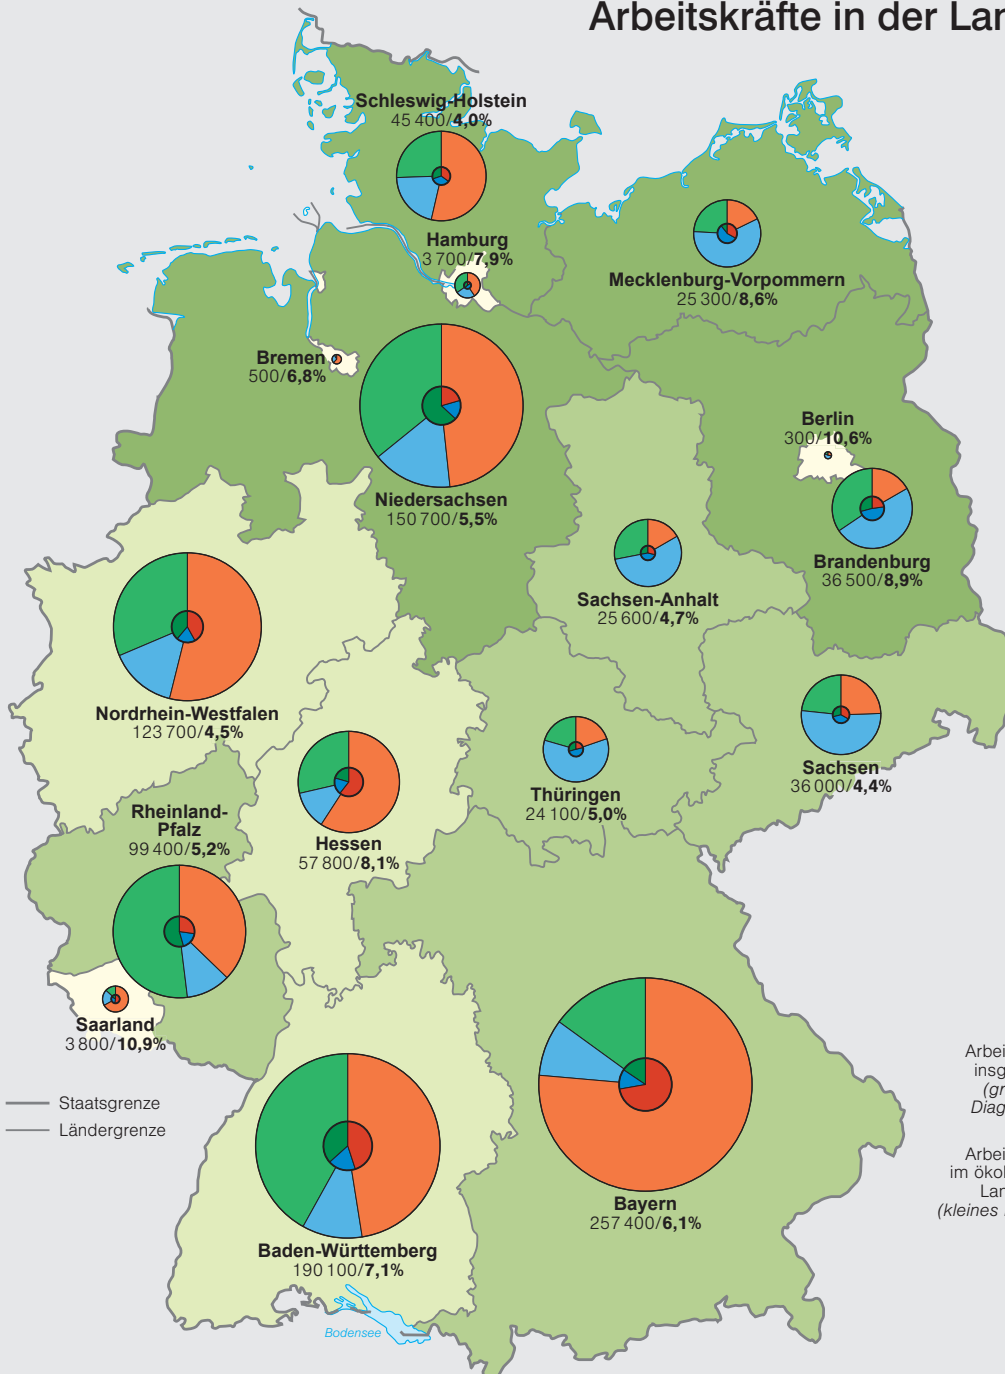 Arbeitskräfte in der
Schleswig-Holstein
45 400/4,0%
Hamburg
3 700/7,9%
Mecklenburg-Vorpommern
25 300/8,6%
Bremen
500/6,8%
Berlin
300/10,6%
Niedersachsen
150 700/5,5%
Brandenburg
36 500/8,9%
Sachsen-Anhalt
25 600/4,7%
Nordrhein-Westfalen
123 700/4,5%
Sachsen
36 000/4,4%
Thüringen
24 100/5,0%
Rheinland-
Pfalz
99 400/5,2%
Hessen
57 800/8,1%
Saarland
3 800/10,9%
Staatsgrenze
Ländergrenze
Bayern
257 400/6,1%
Baden-Württemberg
190 100/7,1%
Bodensee
im
(kleines